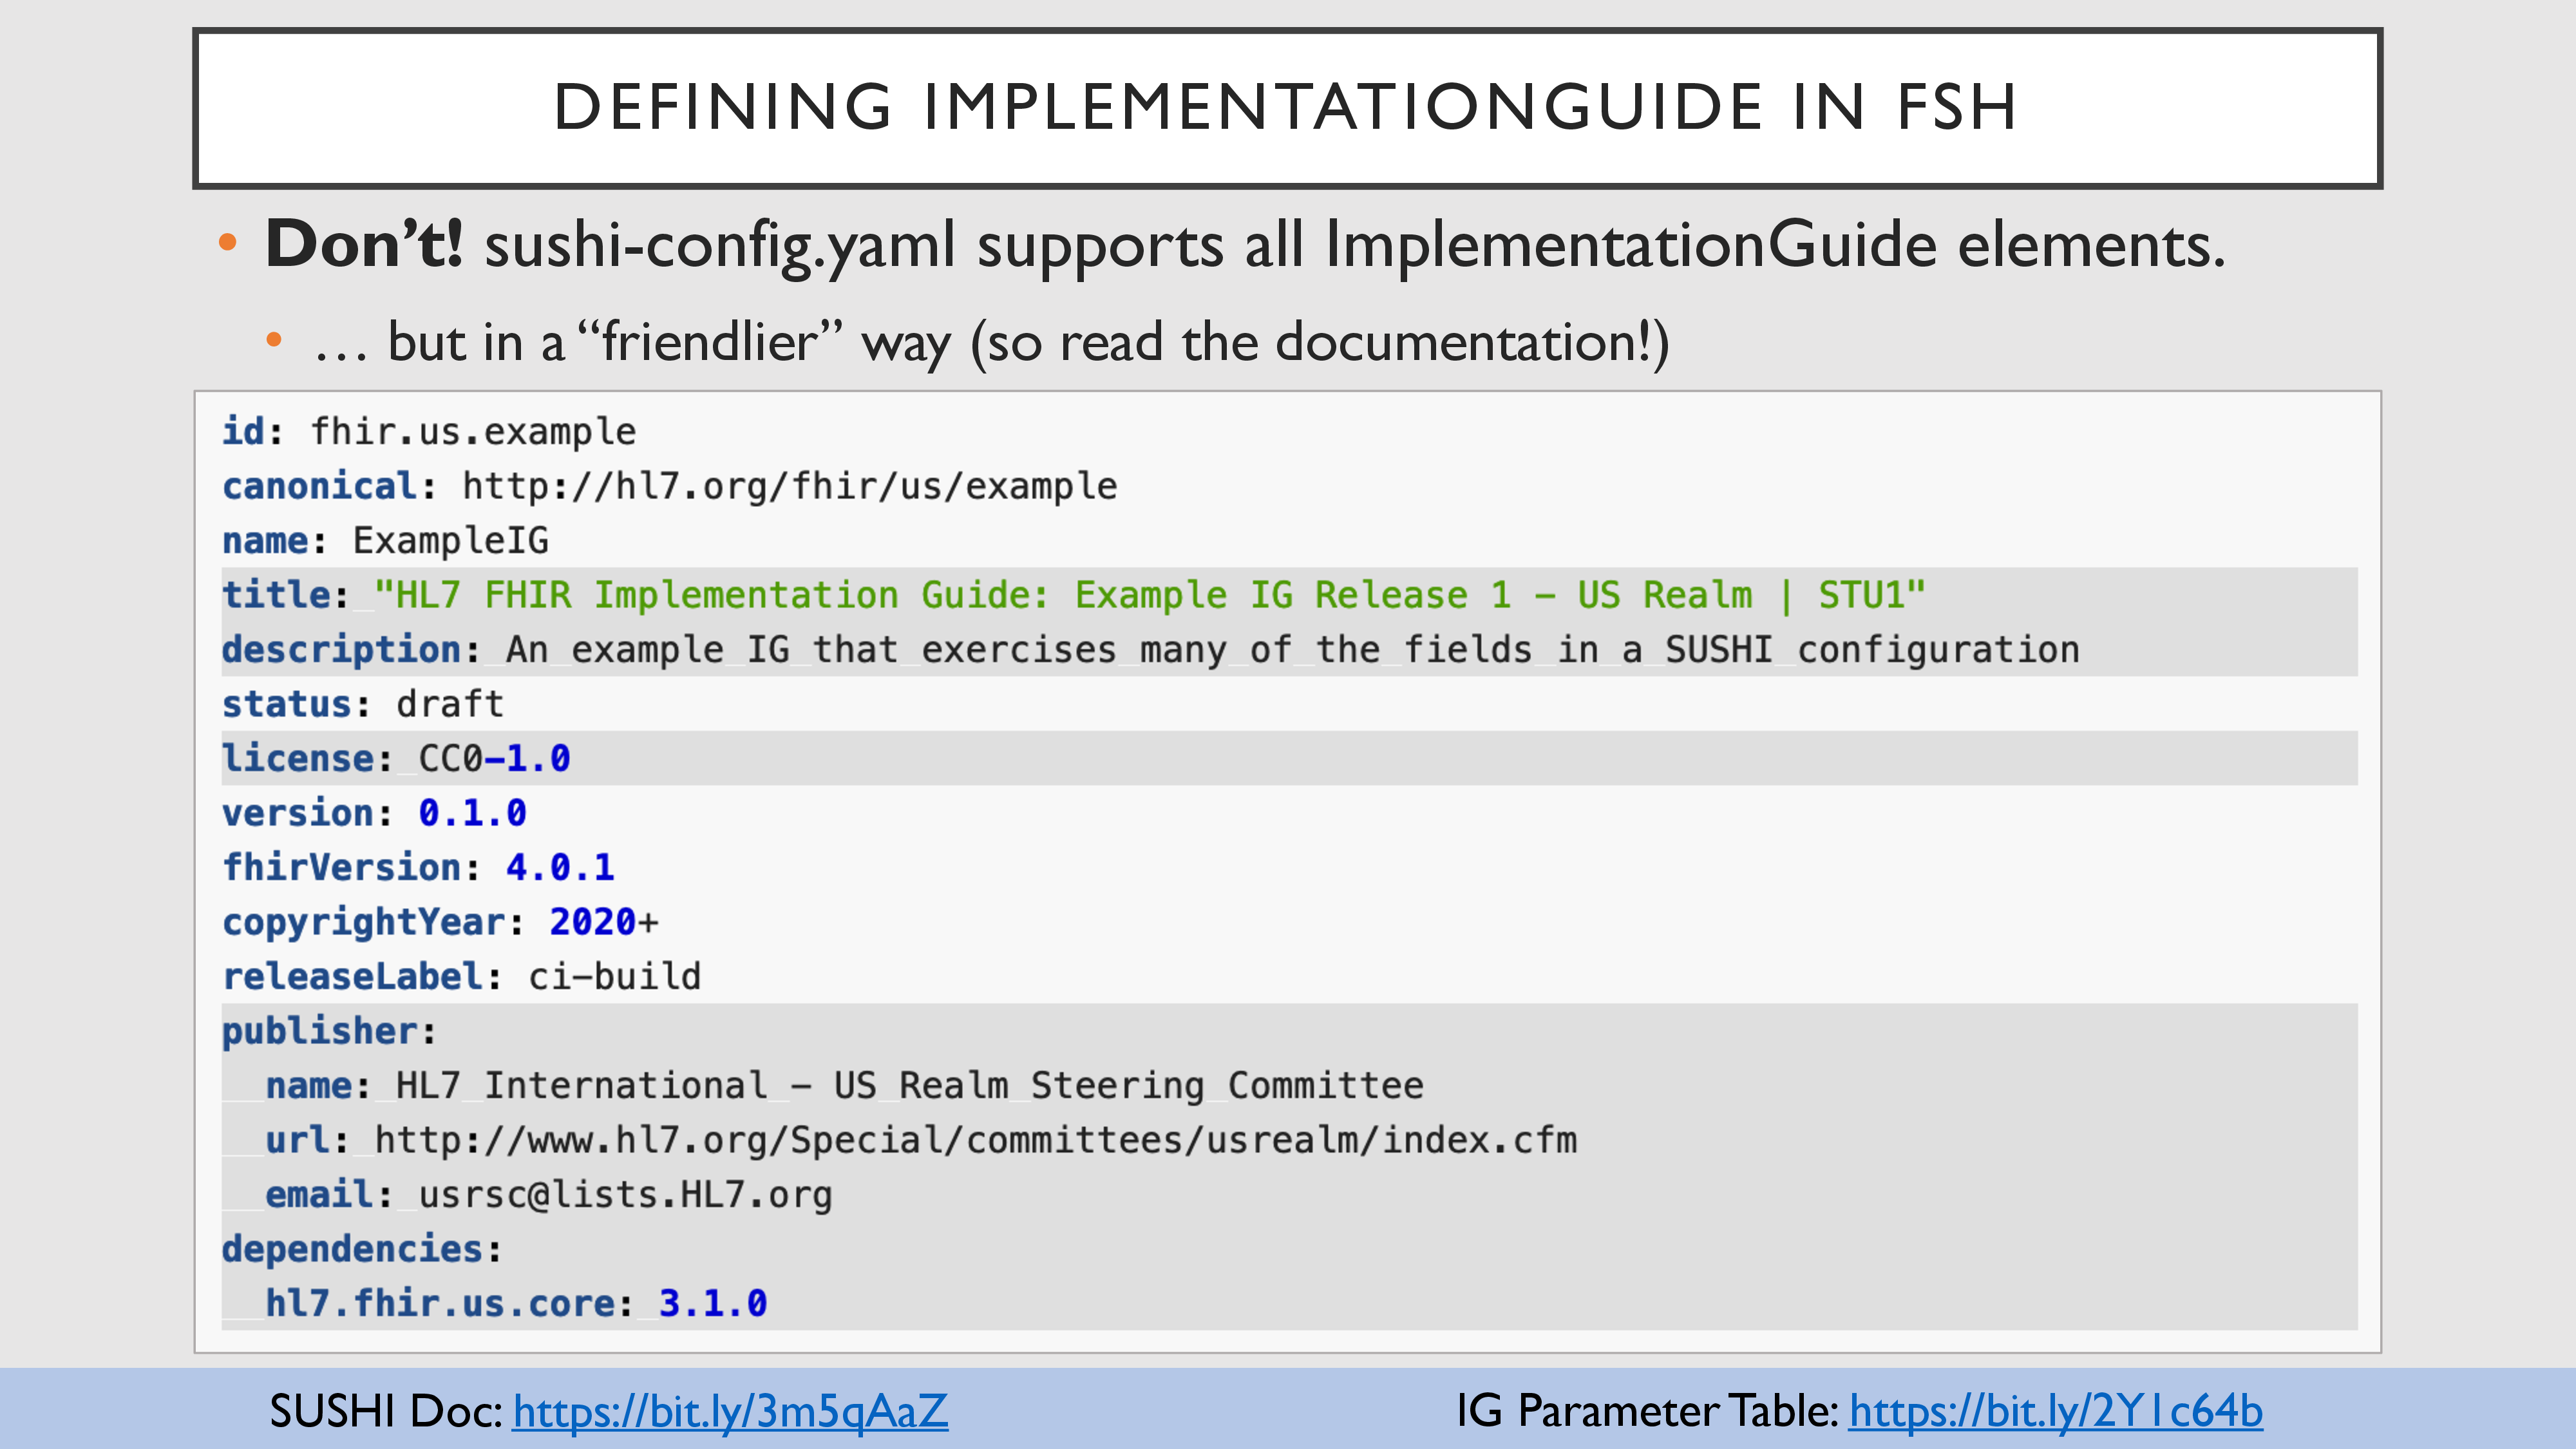 DEFINING IMPLEMENTATIONGUIDE IN FSH
• Don’t! sushi-config.yaml supports all ImplementationGuide elements.
• … but in a “friendlier” way (so read the documentation!)
id: fhir.us.example
canonical: http://hl7.org/fhir/us/example
name: ExampleIG
title: "HL7 FHIR Implementation Guide: Example IG Release 1 – US Realm | STU1"
description: An example IG that exercises many of the fields in a SUSHI configuration
status: draft
license: CC0–1.0
version: 0.1.0
fhirVersion: 4.0.1
copyrightYear: 2020+
releaseLabel: ci–build
publisher:
  name: HL7 International – US Realm Steering Committee
  url: http://www.hl7.org/Special/committees/usrealm/index.cfm
  email: usrsc@lists.HL7.org
dependencies:
  hl7.fhir.us.core: 3.1.0
SUSHI Doc: https://bit.ly/3m5qAaZ
IG Parameter Table: https://bit.ly/2Y1c64b